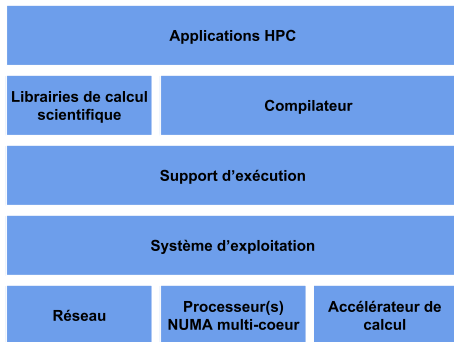 Applications HPC
Librairies de calcul
scientifique
Compilateur
Support d'exécution
Système d'exploitation
Réseau
Processeur(s)
NUMA multi-coeur
Accélérateur de
calcul